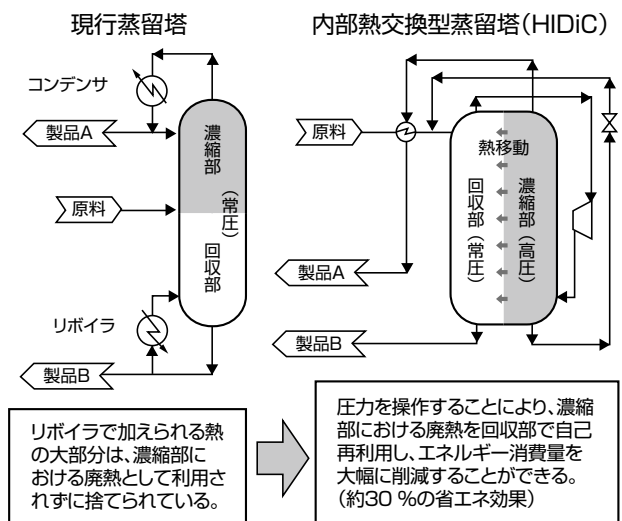 現行蒸留塔
コンデンサ
製品A
濃縮部
(常圧)
原料
回収部
リボイラ
製品B
リボイラで加えられる熱
の大部分は、濃縮部に
おける廃熱として利用さ
れずに捨てられている。
内部熱交換型蒸留塔(HIDiC)
原料
熱移動
回収部(常圧)
濃縮部(高圧)
製品A
製品B
圧力を操作することにより、濃縮
部における廃熱を回収部で自己
再利用し、エネルギー消費量を
大幅に削減することができる。
(約30 %の省エネ効果)